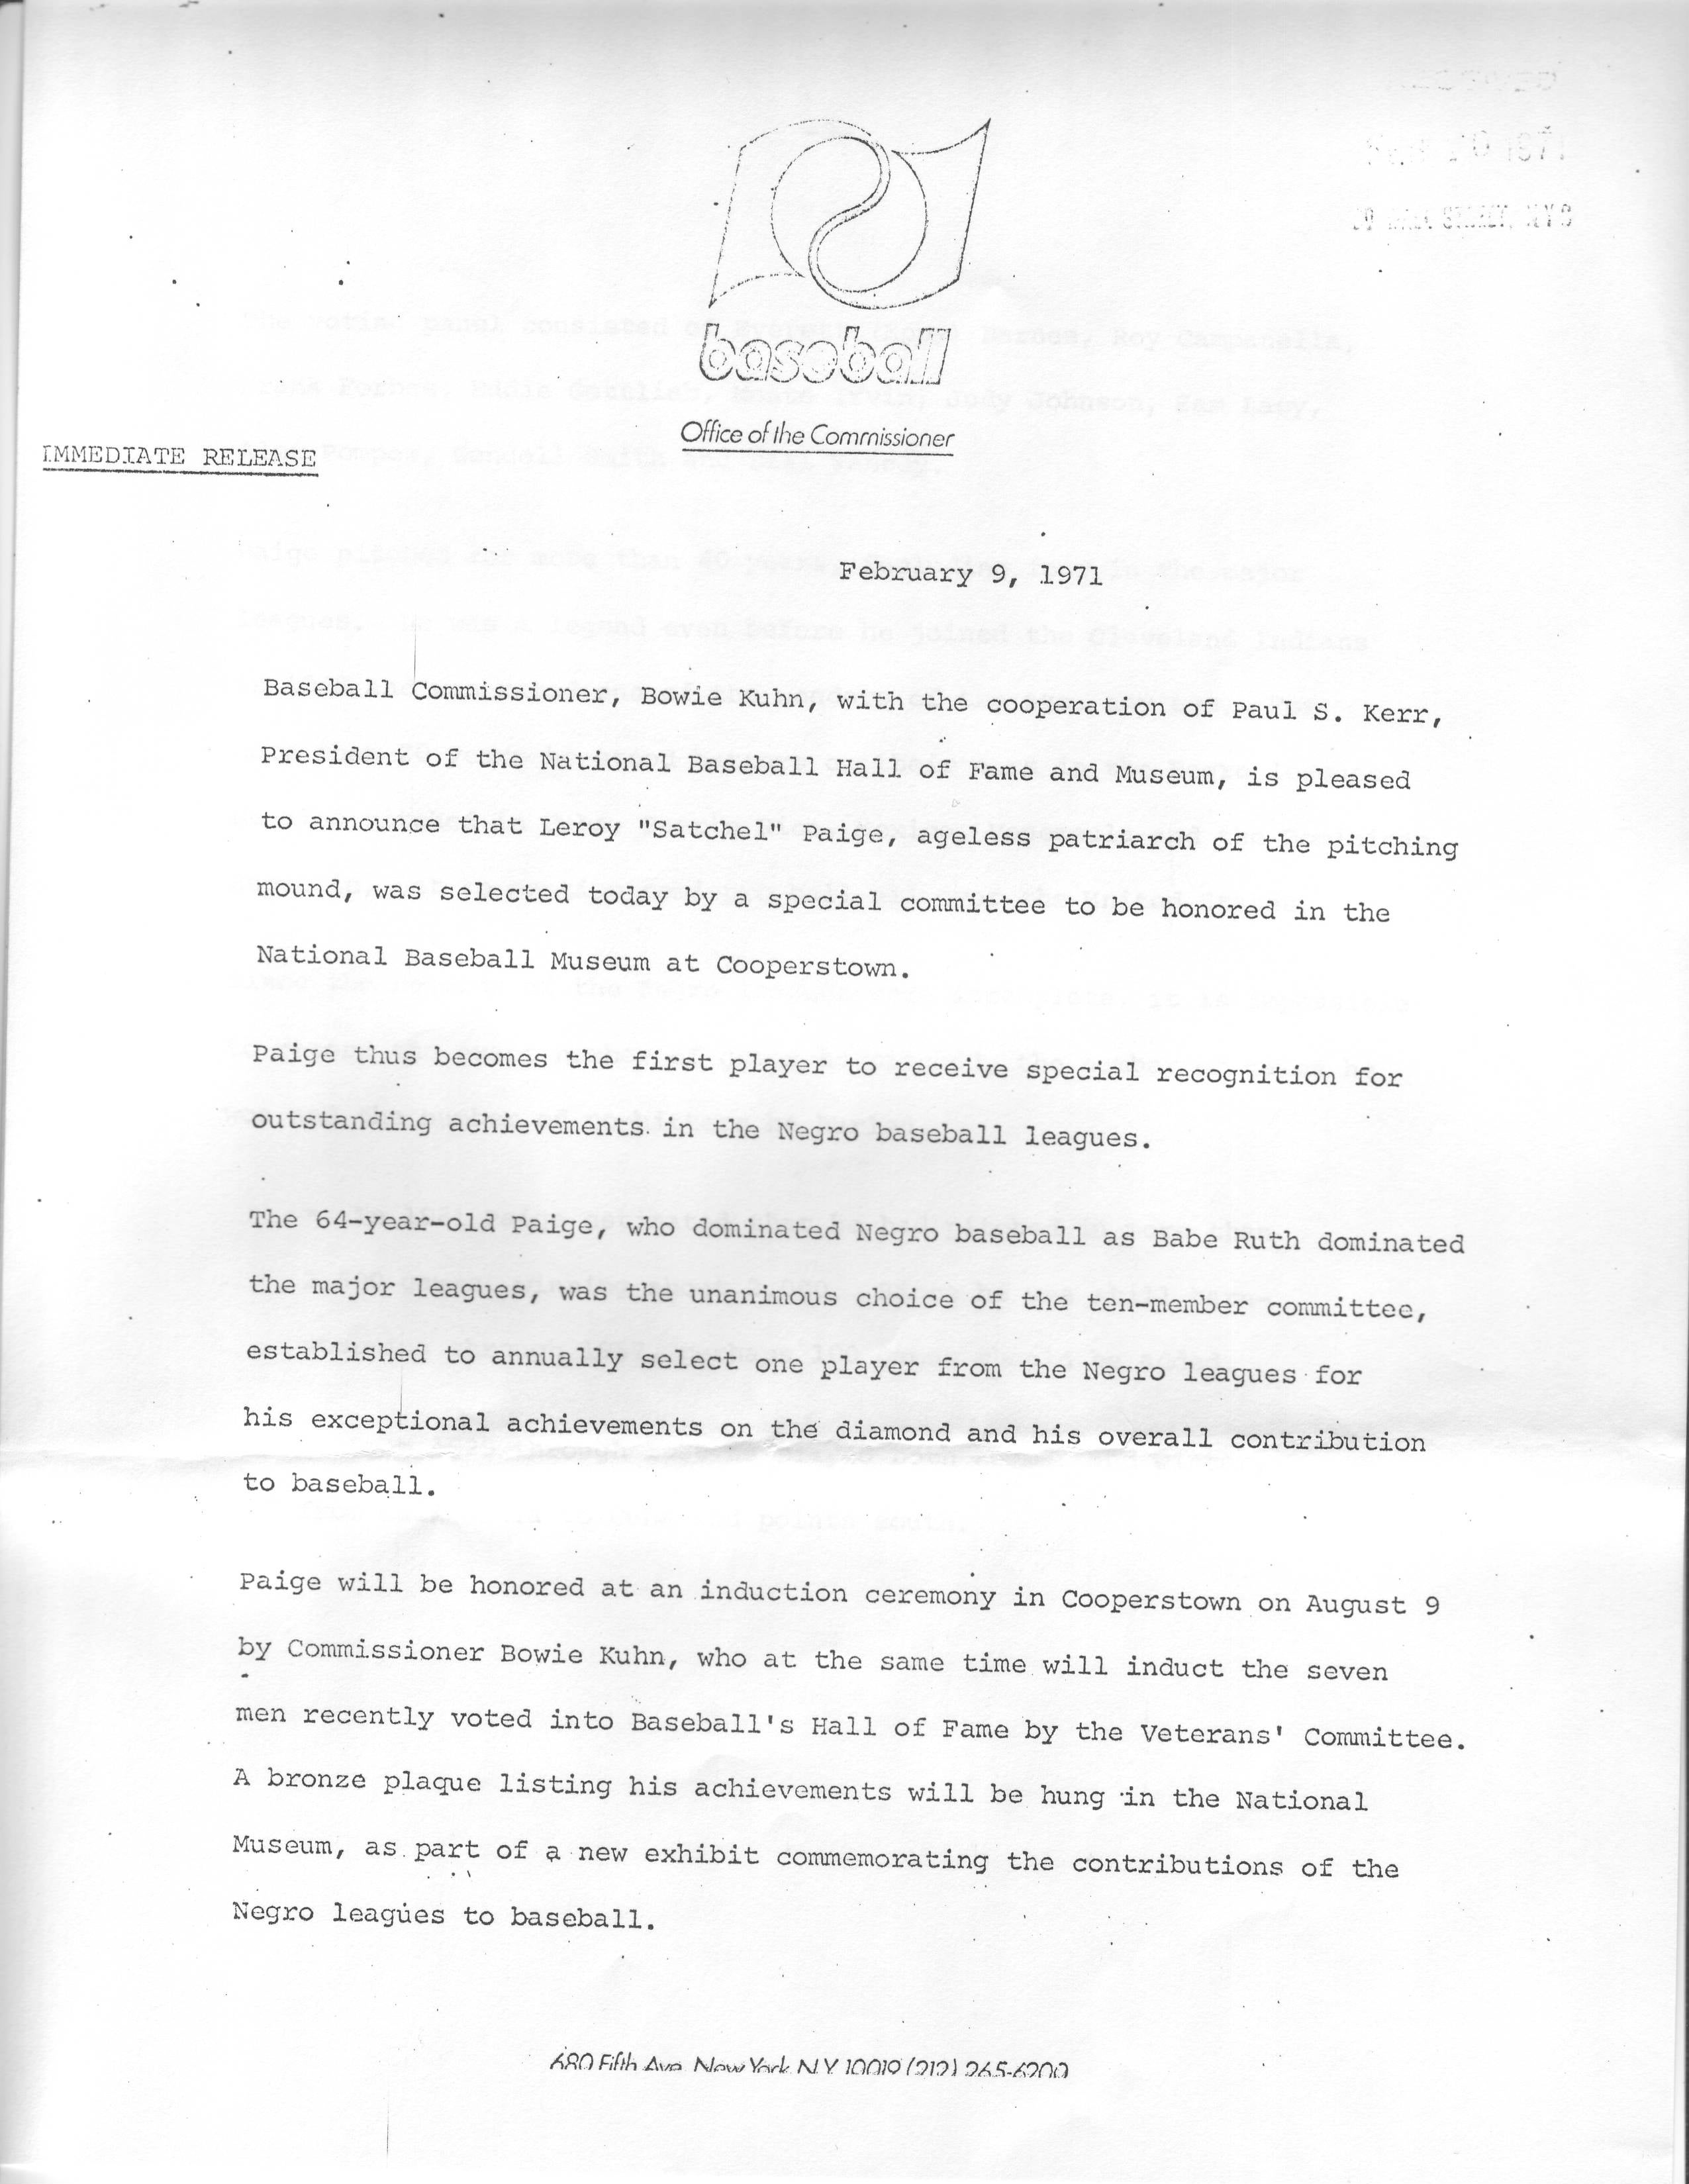 baseball
Office of the Commissioner
IMMEDIATE RELEASE
February 9, 1971
Baseball Commissioner, Bowie Kuhn, with the cooperation of Paul S. Kerr,
President of the National Baseball Hall of Fame and Museum, is pleased
to announce that Leroy "Satchel" Paige, ageless patriarch of the pitching
mound, was selected today by a special committee to be honored in the
National Baseball Museum at Cooperstown.
Paige thus becomes the first player to receive special recognition for
outstanding achievements in the Negro baseball leagues.
The 64-year-old Paige, who dominated Negro baseball as Babe Ruth dominated
the major leagues, was the unanimous choice of the ten-member committee,
established to annually select one player from the Negro leagues for
his exceptional achievements on the diamond and his overall contribution
to baseball.
Paige will be honored at an induction ceremony in Cooperstown on August 9
by Commissioner Bowie Kuhn, who at the same time will induct the seven
men recently voted into Baseball's Hall of Fame by the Veterans' Committee.
A bronze plaque listing his achievements will be hung in the National
Museum, as part of a new exhibit commemorating the contributions of the
Negro leagues to baseball.
680 Fifth Ave. New York N.Y. 10019 (212) 265-6200